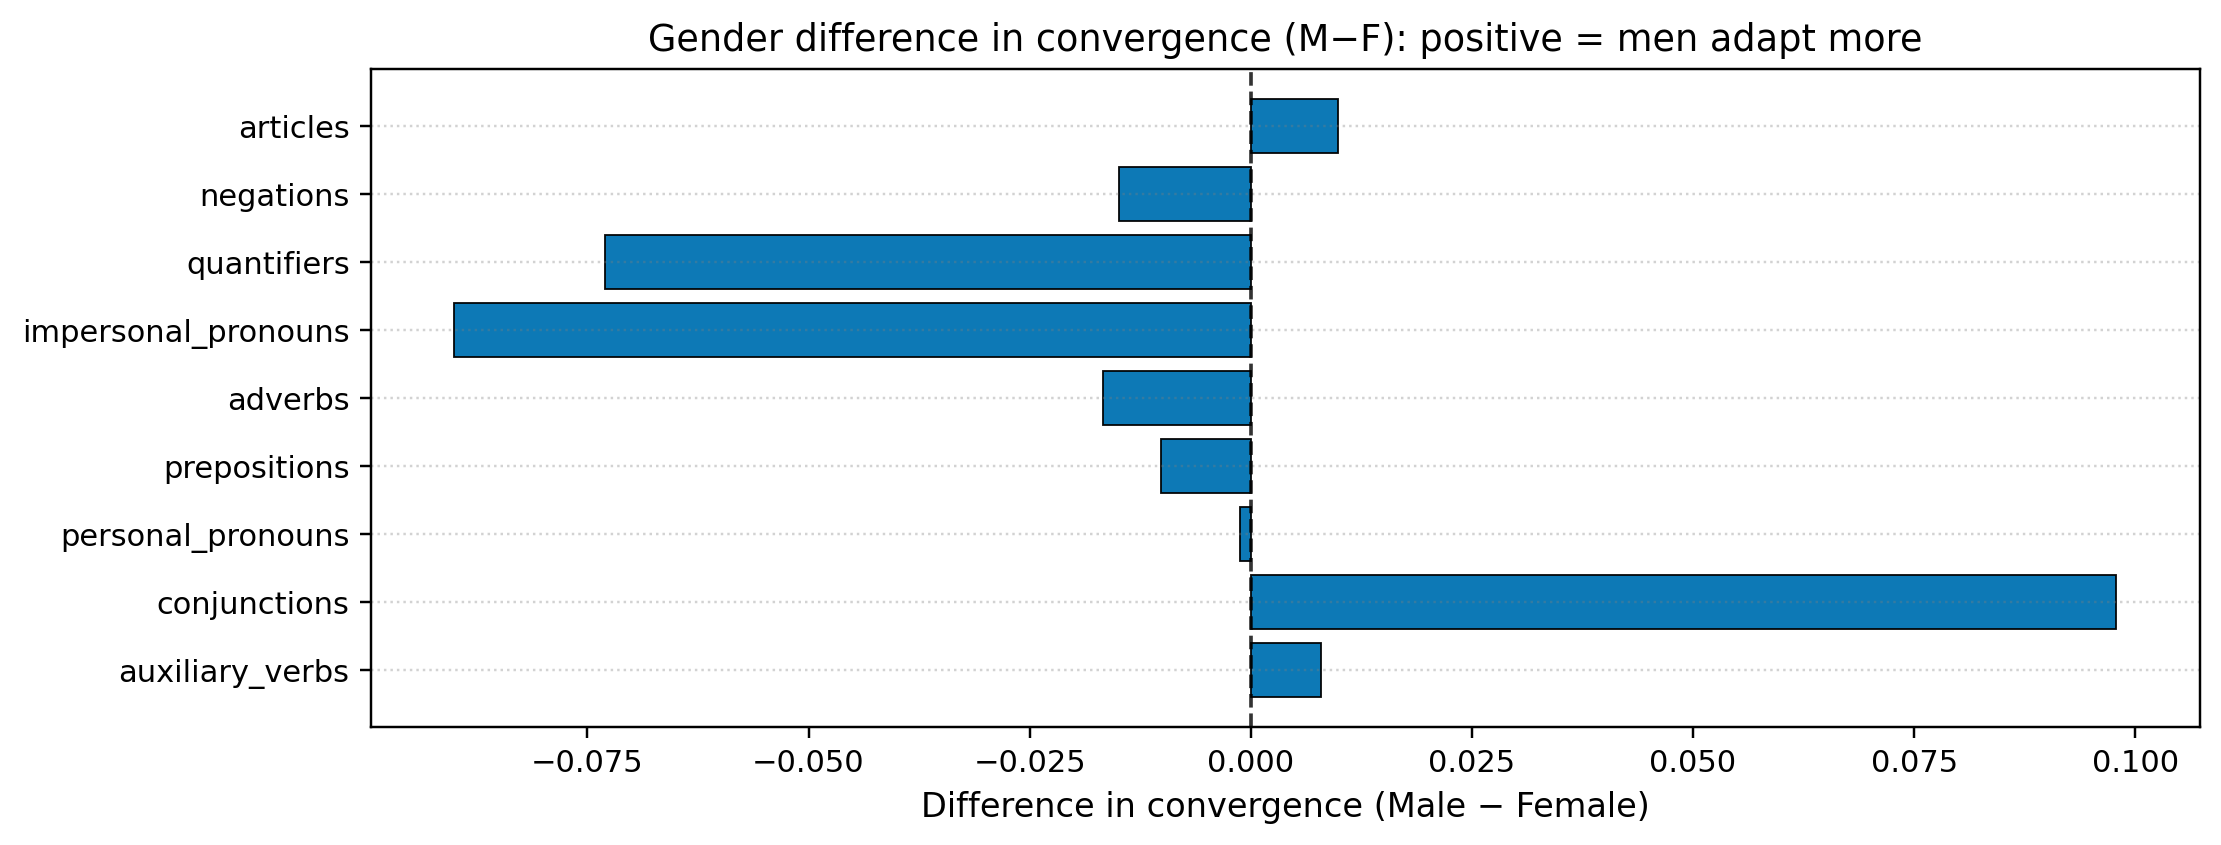 Gender difference in convergence (M−F): positive = men adapt more
articles
negations
quantifiers
impersonal_pronouns
adverbs
prepositions
personal_pronouns
conjunctions
auxiliary_verbs
−0.075 −0.050 −0.025 0.000 0.025 0.050 0.075 0.100
Difference in convergence (Male − Female)